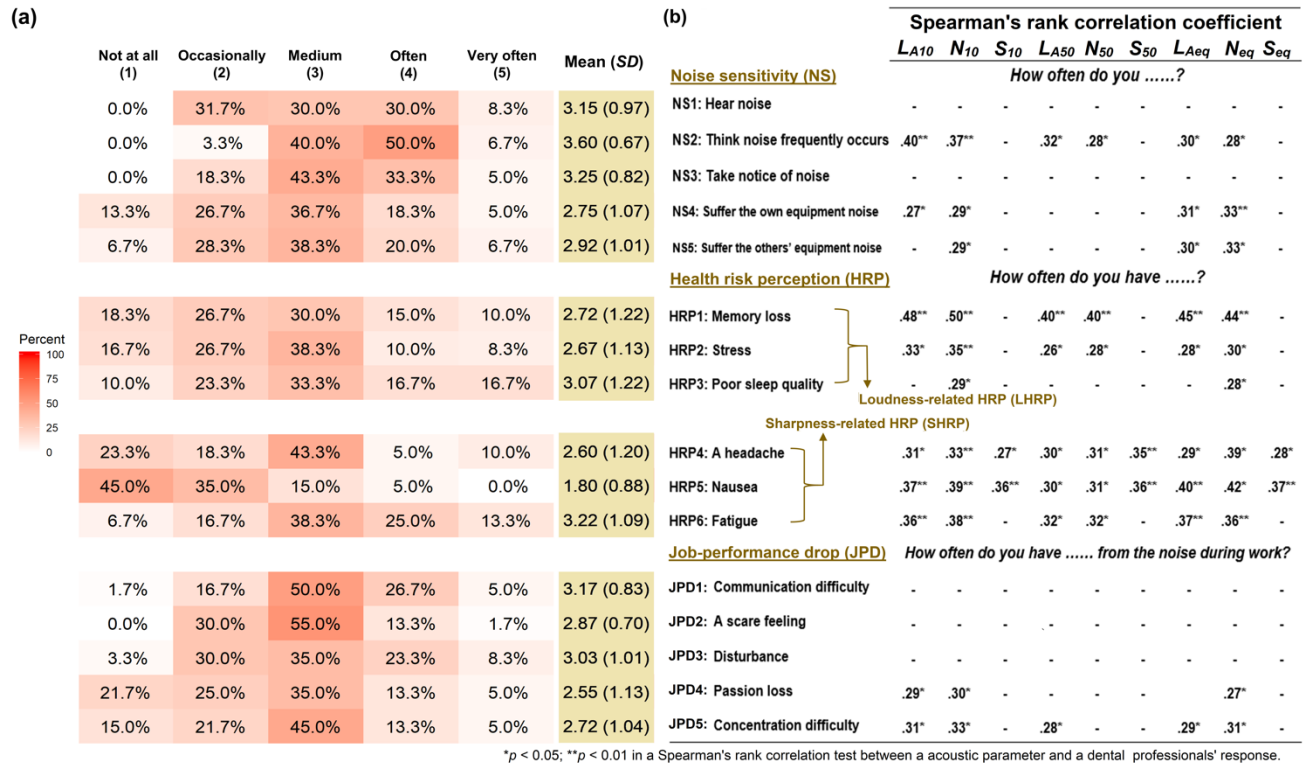 (a)
Not at all Occasionally Medium Often Very often Mean (SD)
(1) (2) (3) (4) (5)
0.0% 31.7% 30.0% 30.0% 8.3% 3.15 (0.97)
0.0% 3.3% 40.0% 50.0% 6.7% 3.60 (0.67)
0.0% 18.3% 43.3% 33.3% 5.0% 3.25 (0.82)
13.3% 26.7% 36.7% 18.3% 5.0% 2.75 (1.07)
6.7% 28.3% 38.3% 20.0% 6.7% 2.92 (1.01)
18.3% 26.7% 30.0% 15.0% 10.0% 2.72 (1.22)
16.7% 26.7% 38.3% 10.0% 8.3% 2.67 (1.13)
10.0% 23.3% 33.3% 16.7% 16.7% 3.07 (1.22)
23.3% 18.3% 43.3% 5.0% 10.0% 2.60 (1.20)
45.0% 35.0% 15.0% 5.0% 0.0% 1.80 (0.88)
6.7% 16.7% 38.3% 25.0% 13.3% 3.22 (1.09)
1.7% 16.7% 50.0% 26.7% 5.0% 3.17 (0.83)
0.0% 30.0% 55.0% 13.3% 1.7% 2.87 (0.70)
3.3% 30.0% 35.0% 23.3% 8.3% 3.03 (1.01)
21.7% 25.0% 35.0% 13.3% 5.0% 2.55 (1.13)
15.0% 21.7% 45.0% 13.3% 5.0% 2.72 (1.04)
Percent
100
75
50
25
0
(b)
Spearman's rank correlation coefficient
LA10 N10 S10 LA50 N50 S50 LAeq Neq Seq
Noise sensitivity (NS) How often do you ......?
NS1: Hear noise - - - - - - - - -
NS2: Think noise frequently occurs .40** .37** - .32* .28* - .30* .28* -
NS3: Take notice of noise - - - - - - - - -
NS4: Suffer the own equipment noise .27* .29* - - - - .31* .33** -
NS5: Suffer the others' equipment noise - .29* - - - - .30* .33* -
Health risk perception (HRP) How often do you have ......?
HRP1: Memory loss .48** .50** - .40** .40** - .45** .44** -
HRP2: Stress .33* .35** - .26* .28* - .28* .30* -
HRP3: Poor sleep quality - .29* - - - - - .28* -
Loudness-related HRP (LHRP)
Sharpness-related HRP (SHRP)
HRP4: A headache .31* .33** .27* .30* .31* .35** .29* .39* .28*
HRP5: Nausea .37** .39** .36** .30* .31* .36** .40** .42* .37**
HRP6: Fatigue .36** .38** - .32* .32* - .37** .36** -
Job-performance drop (JPD) How often do you have ...... from the noise during work?
JPD1: Communication difficulty - - - - - - - - -
JPD2: A scare feeling - - - - - - - - -
JPD3: Disturbance - - - - - - - - -
JPD4: Passion loss .29* .30* - - - - - .27* -
JPD5: Concentration difficulty .31* .33* - .28* - - .29* .31* -
*p < 0.05; **p < 0.01 in a Spearman's rank correlation test between a acoustic parameter and a dental professionals' response.